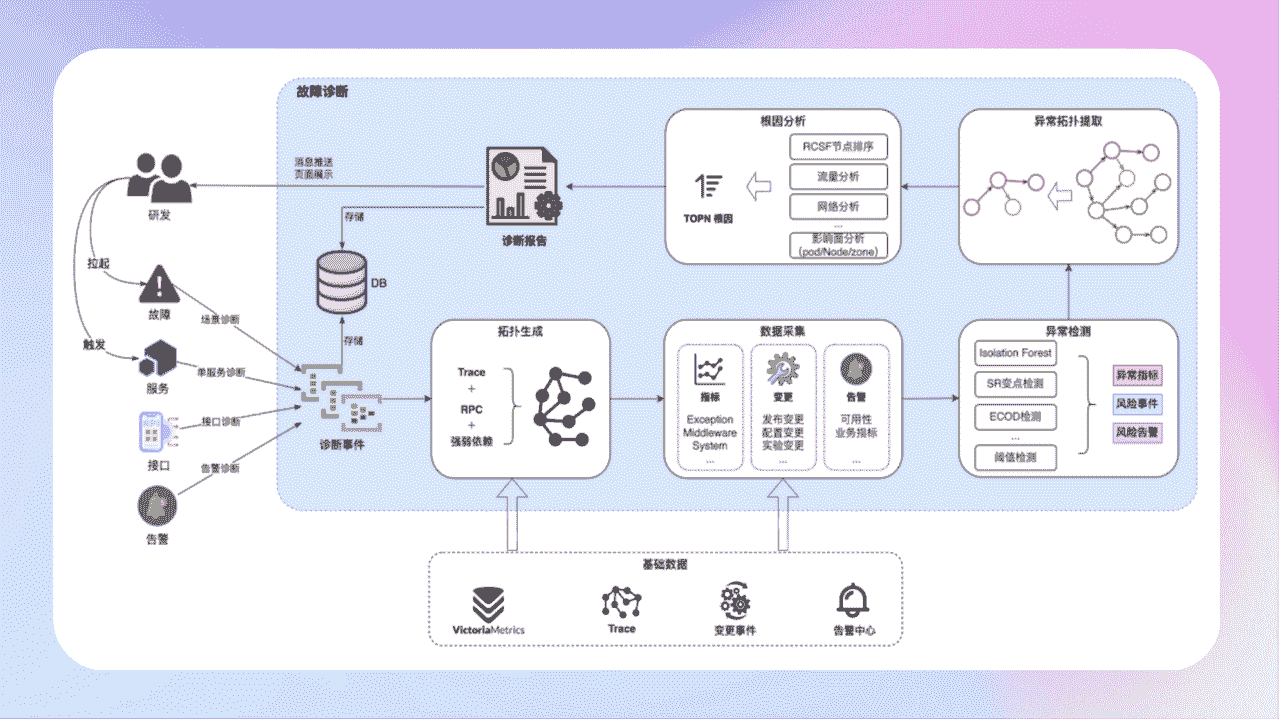 故障诊断
研发
拉起
触发
故障
服务
接口
告警
场景诊断
单服务诊断
接口诊断
告警诊断
消息推送
页面展示
存储
DB
存储
诊断事件
诊断报告
根因分析
TOPN 根因
RCSF节点排序
流量分析
网络分析
...
影响面分析
(pod/Node/zone)
异常拓扑提取
拓扑生成
Trace
+
RPC
+
强弱依赖
数据采集
指标
Exception
Middleware
System
...
变更
发布变更
配置变更
实验变更
...
告警
可用性
业务指标
...
异常检测
Isolation Forest
SR变点检测
ECOD检测
...
阈值检测
异常指标
风险事件
风险告警
基础数据
VictoriaMetrics
Trace
变更事件
告警中心